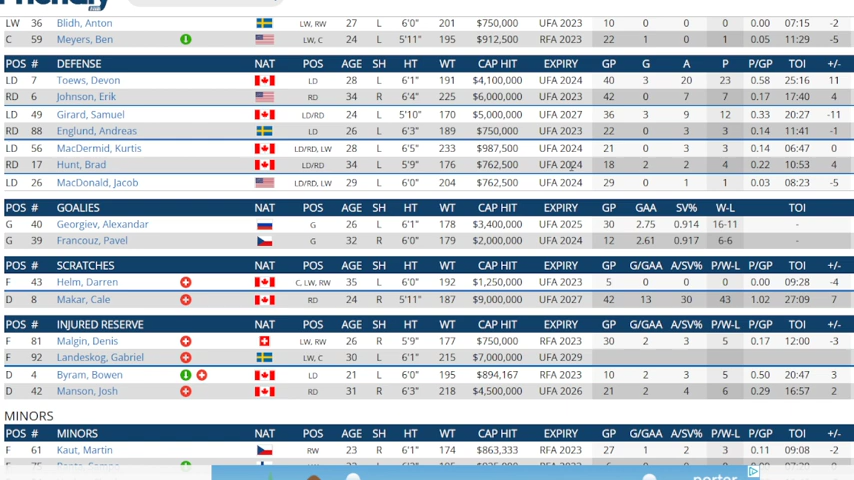 Friendly
LW 36 Blidh, Anton LW, RW 27 L 6'0" 201 $750,000 UFA 2023 10 0 0 0 0.00 07:15 -2
C 59 Meyers, Ben LW, C 24 L 5'11" 195 $912,500 RFA 2023 22 1 0 1 0.05 11:29 -5
POS # DEFENSE NAT POS AGE SH HT WT CAP HIT EXPIRY GP G A P P/GP TOI +/-
LD 7 Toews, Devon LD 28 L 6'1" 191 $4,100,000 UFA 2024 40 3 20 23 0.58 25:16 11
RD 6 Johnson, Erik RD 34 R 6'4" 225 $6,000,000 UFA 2023 42 0 7 7 0.17 17:40 4
LD 49 Girard, Samuel LD/RD 24 L 5'10" 170 $5,000,000 UFA 2027 36 3 9 12 0.33 20:27 -11
RD 88 Englund, Andreas LD 26 L 6'3" 189 $750,000 UFA 2023 22 0 3 3 0.14 11:41 -1
LD 56 MacDermid, Kurtis LD/RD, LW 28 L 6'5" 233 $987,500 UFA 2024 21 0 3 3 0.14 06:47 0
RD 17 Hunt, Brad LD/RD 34 L 5'9" 176 $762,500 UFA 2024 18 2 2 4 0.22 10:53 4
LD 26 MacDonald, Jacob LD/RD, LW 29 L 6'0" 204 $762,500 UFA 2024 29 0 1 1 0.03 08:23 -5
POS # GOALIES NAT POS AGE SH HT WT CAP HIT EXPIRY GP GAA SV% W-L TOI
G 40 Georgiev, Alexandar G 26 L 6'1" 178 $3,400,000 UFA 2025 30 2.75 0.914 16-11 -
G 39 Francouz, Pavel G 32 R 6'0" 179 $2,000,000 UFA 2024 12 2.61 0.917 6-6 -
POS # SCRATCHES NAT POS AGE SH HT WT CAP HIT EXPIRY GP G/GAA A/SV% P/W-L P/GP TOI +/-
F 43 Helm, Darren C, LW, RW 35 L 6'0" 192 $1,250,000 UFA 2023 5 0 0 0 0.00 09:28 -4
D 8 Makar, Cale RD 24 R 5'11" 187 $9,000,000 UFA 2027 42 13 30 43 1.02 27:09 7
POS # INJURED RESERVE NAT POS AGE SH HT WT CAP HIT EXPIRY GP G/GAA A/SV% P/W-L P/GP TOI +/-
F 81 Malgin, Denis LW, RW 26 R 5'9" 177 $750,000 RFA 2023 30 2 3 5 0.17 12:00 -3
F 92 Landeskog, Gabriel LW, C 30 L 6'1" 215 $7,000,000 UFA 2029
D 4 Byram, Bowen LD 21 L 6'0" 195 $894,167 RFA 2023 10 2 3 5 0.50 20:47 3
D 42 Manson, Josh RD 31 R 6'3" 218 $4,500,000 UFA 2026 21 2 4 6 0.29 16:57 2
MINORS
POS # MINORS NAT POS AGE SH HT WT CAP HIT EXPIRY GP G/GAA A/SV% P/W-L P/GP TOI +/-
F 61 Kaut, Martin RW 23 R 6'1" 174 $863,333 RFA 2023 27 1 2 3 0.11 09:08 -2